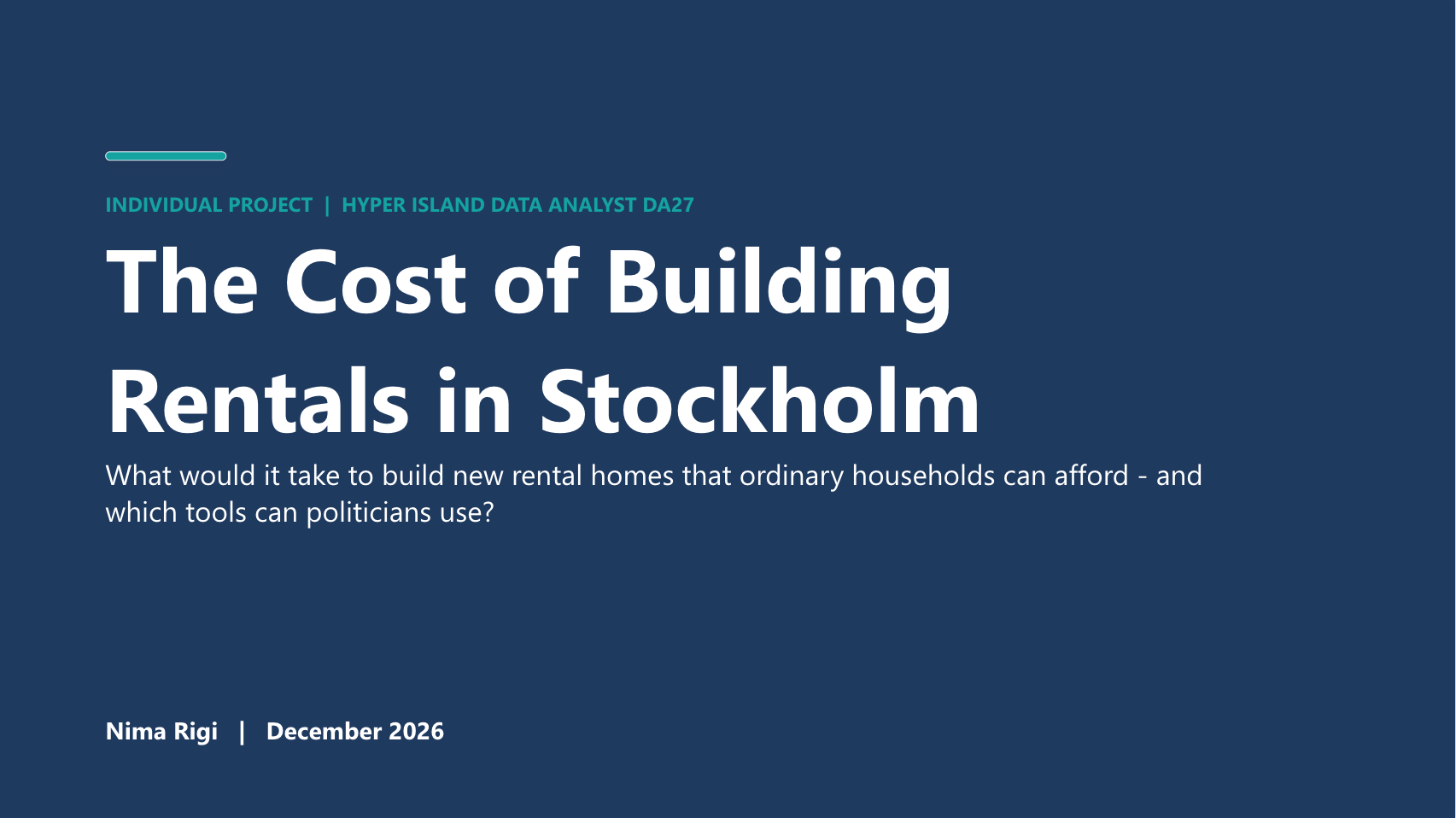 INDIVIDUAL PROJECT | HYPER ISLAND DATA ANALYST DA27
The Cost of Building
Rentals in Stockholm
What would it take to build new rental homes that ordinary households can afford - and
which tools can politicians use?
Nima Rigi | December 2026